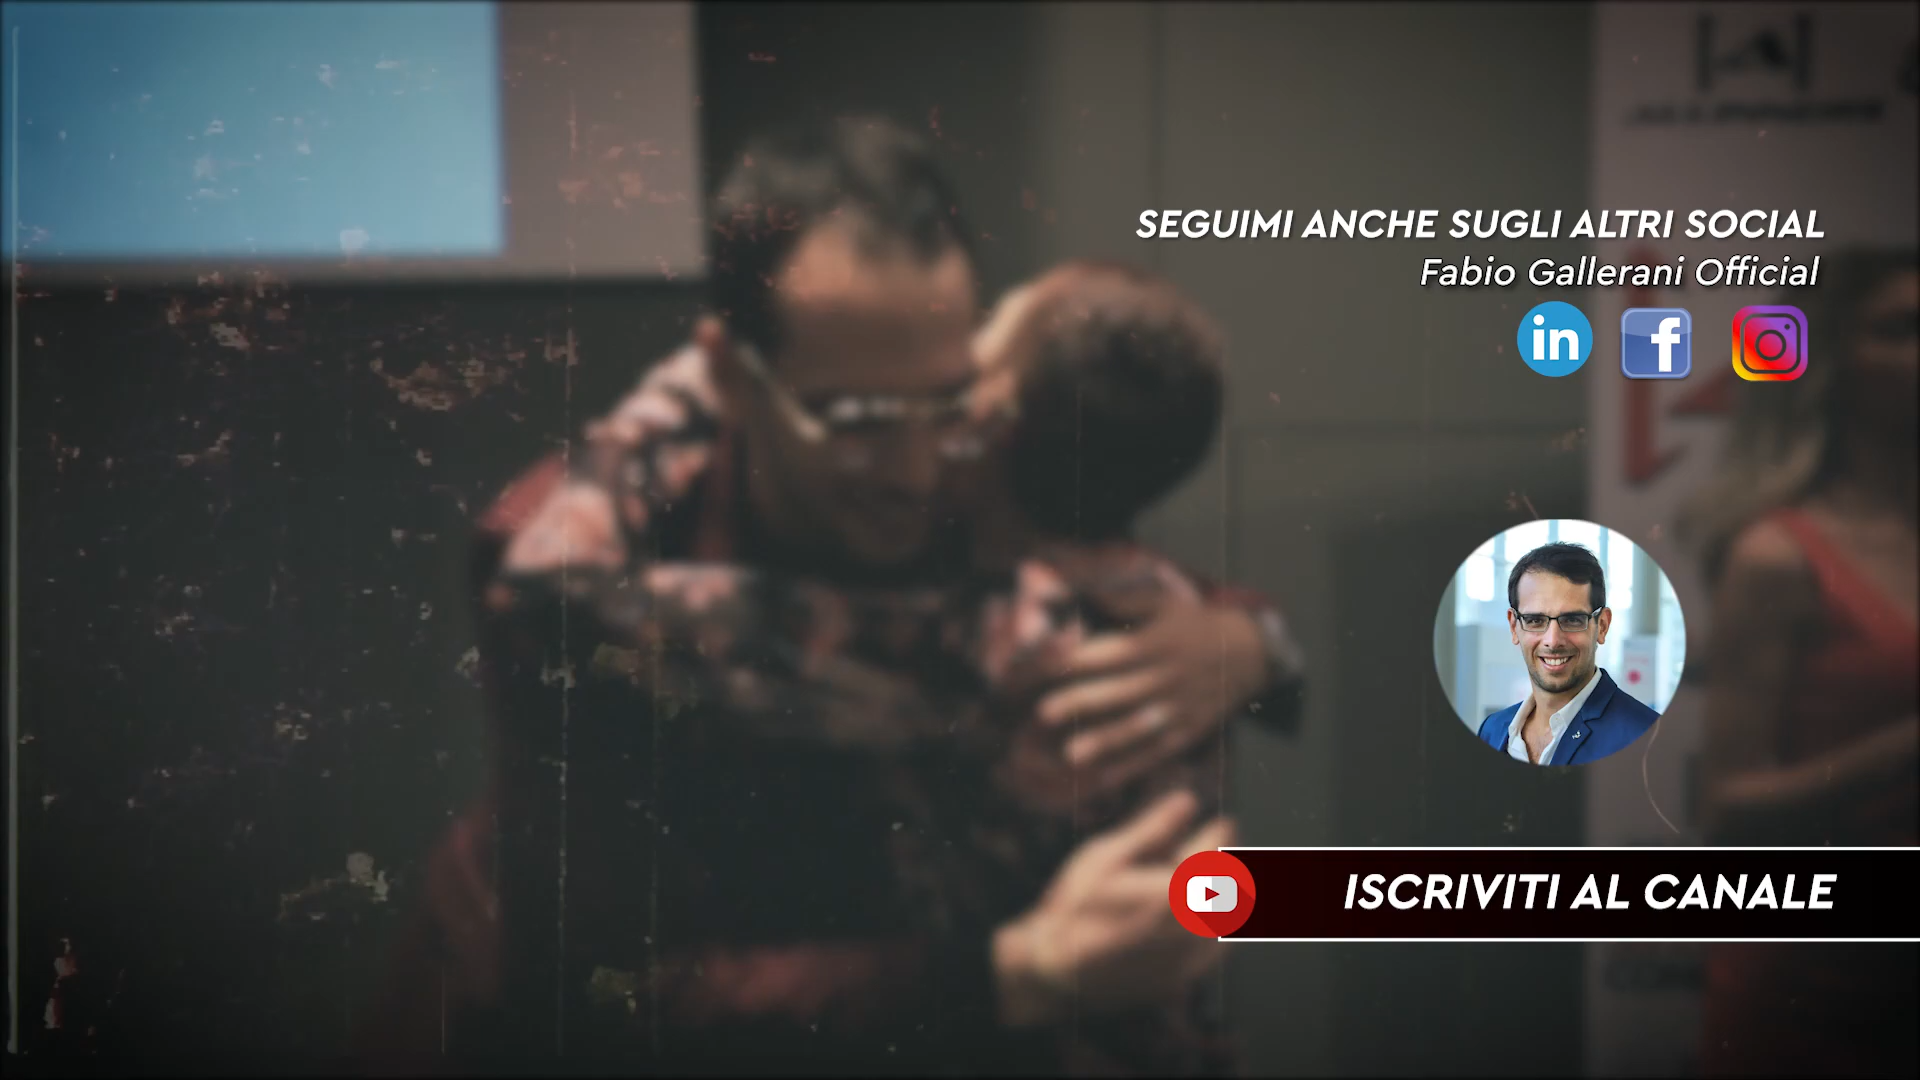 SEGUIMI ANCHE SUGLI ALTRI SOCIAL
Fabio Gallerani Official
in f
ISCRIVITI AL CANALE